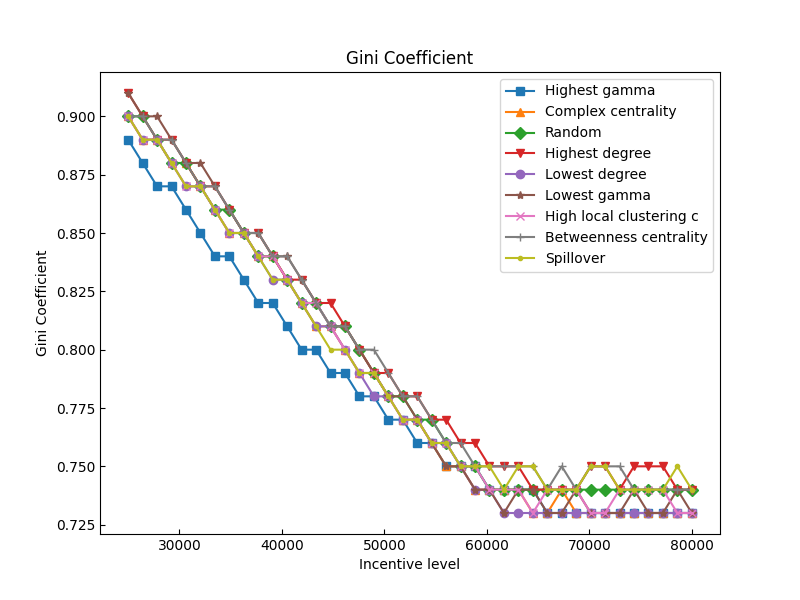 Gini Coefficient
Gini Coefficient
0.900
0.875
0.850
0.825
0.800
0.775
0.750
0.725
Highest gamma
Complex centrality
Random
Highest degree
Lowest degree
Lowest gamma
High local clustering c
Betweenness centrality
Spillover
30000 40000 50000 60000 70000 80000
Incentive level